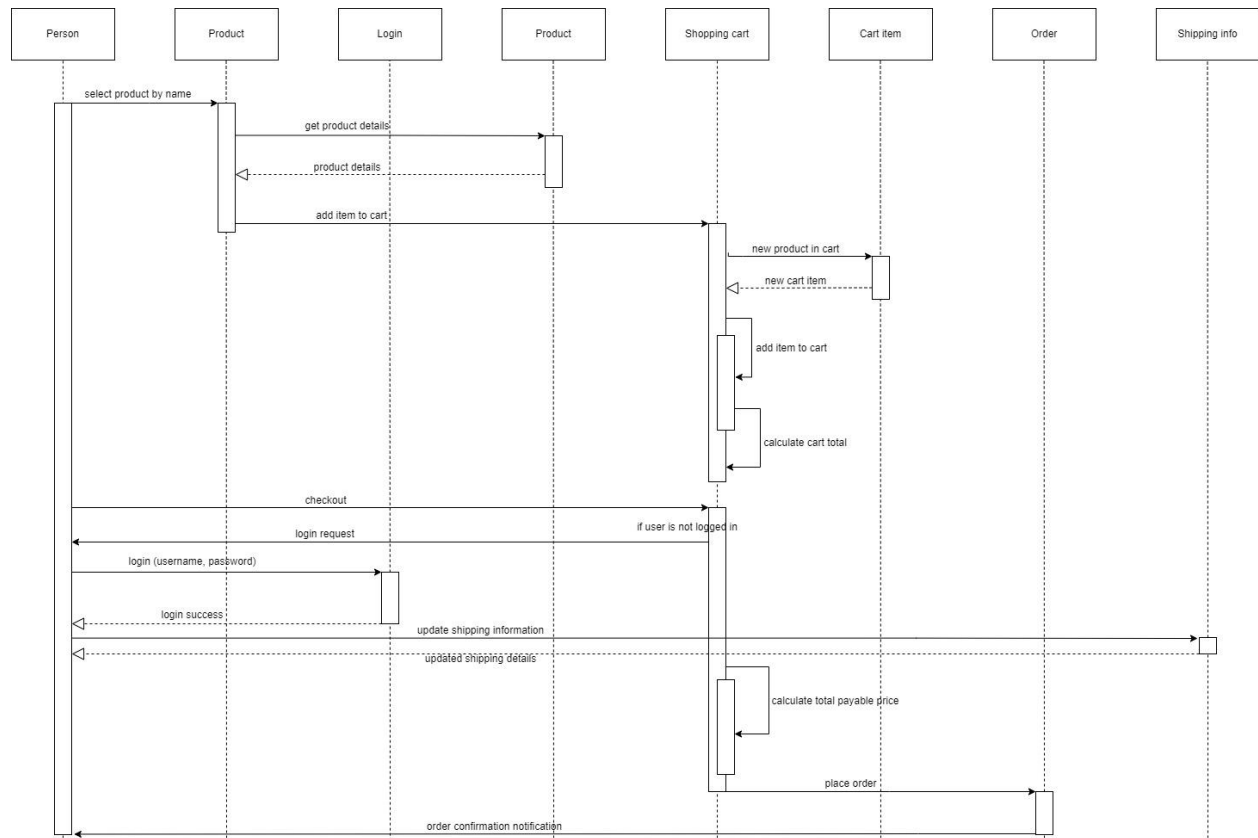 Person
Product
Login
Product
Shopping cart
Cart item
Order
Shipping info
select product by name
get product details
product details
add item to cart
new product in cart
new cart item
add item to cart
calculate cart total
checkout
if user is not logged in
login request
login (username, password)
login success
update shipping information
updated shipping details
calculate total payable price
place order
order confirmation notification